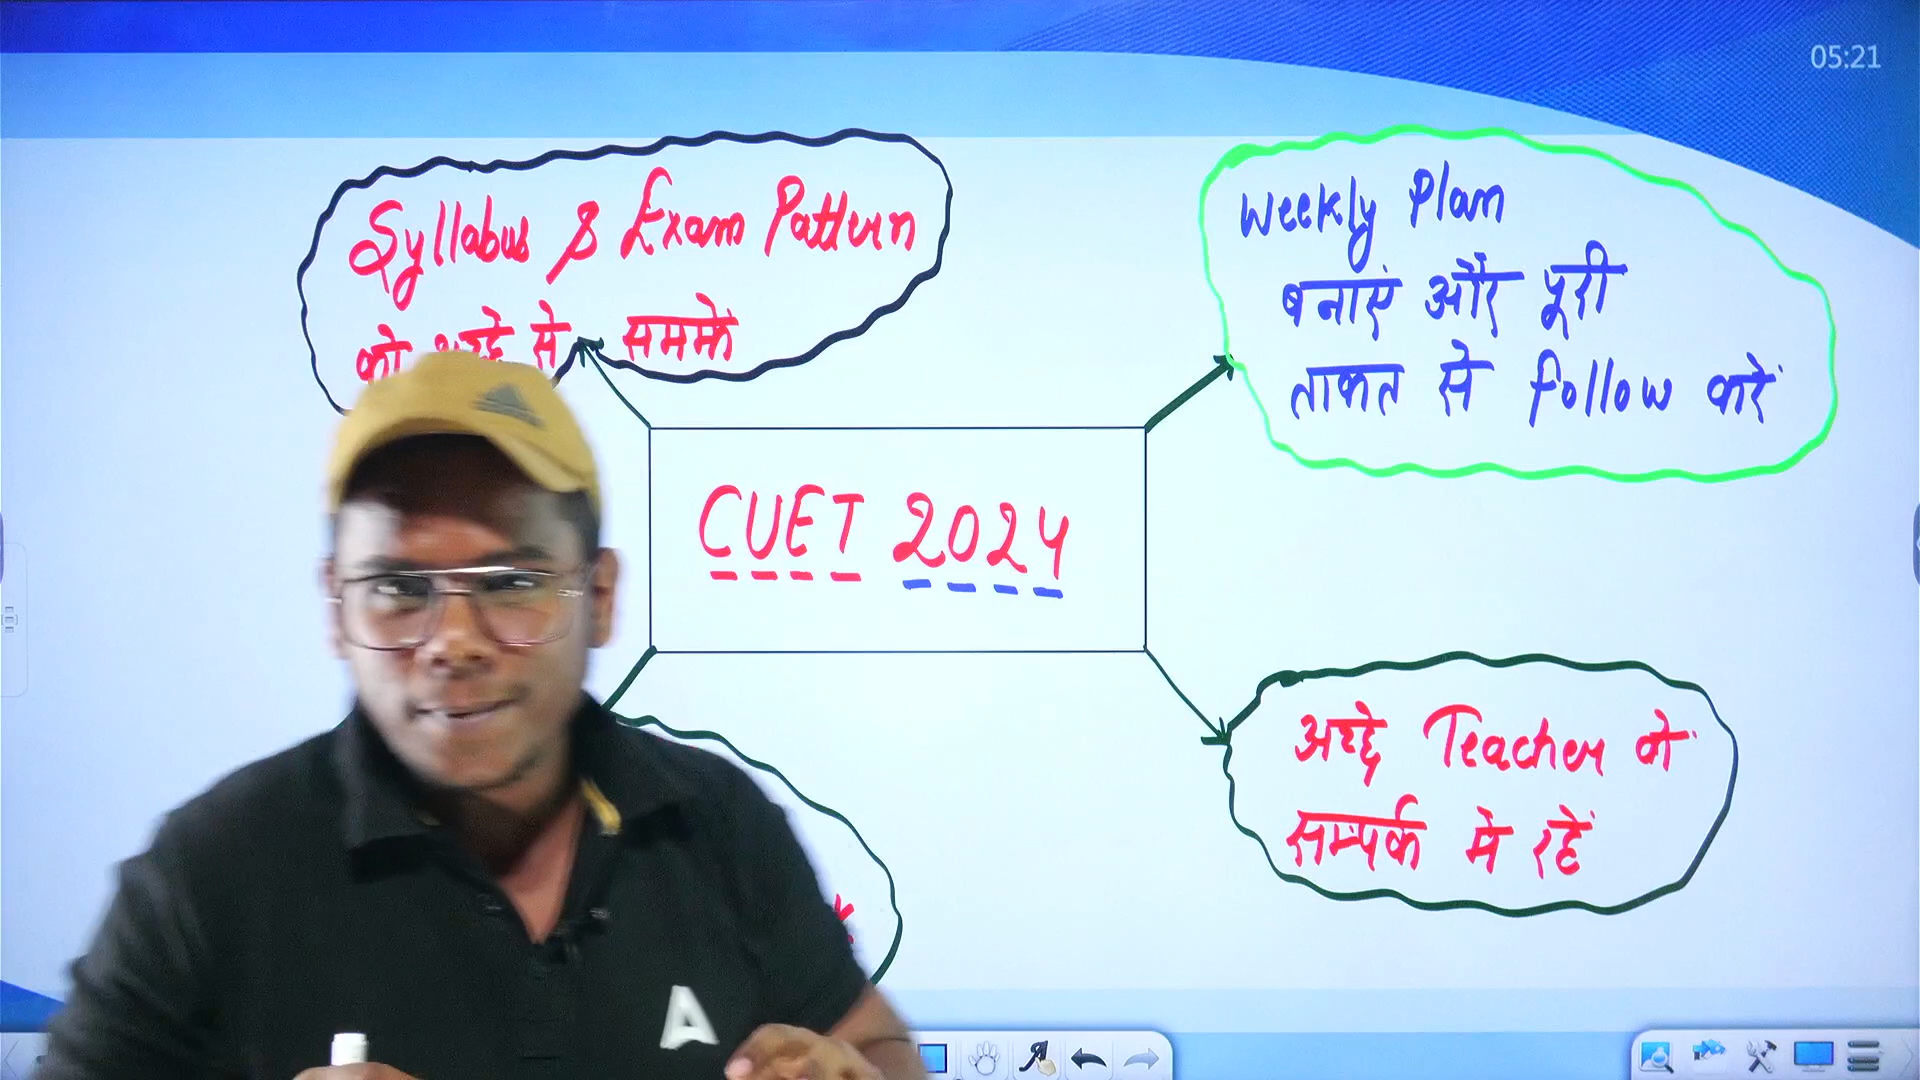 05:21
Syllabus & Exam Pattern
को अच्छे से समझें
Weekly Plan
बनाएं और पूरी
ताकत से follow करें
CUET 2024
अच्छे Teacher के
सम्पर्क में रहें
A